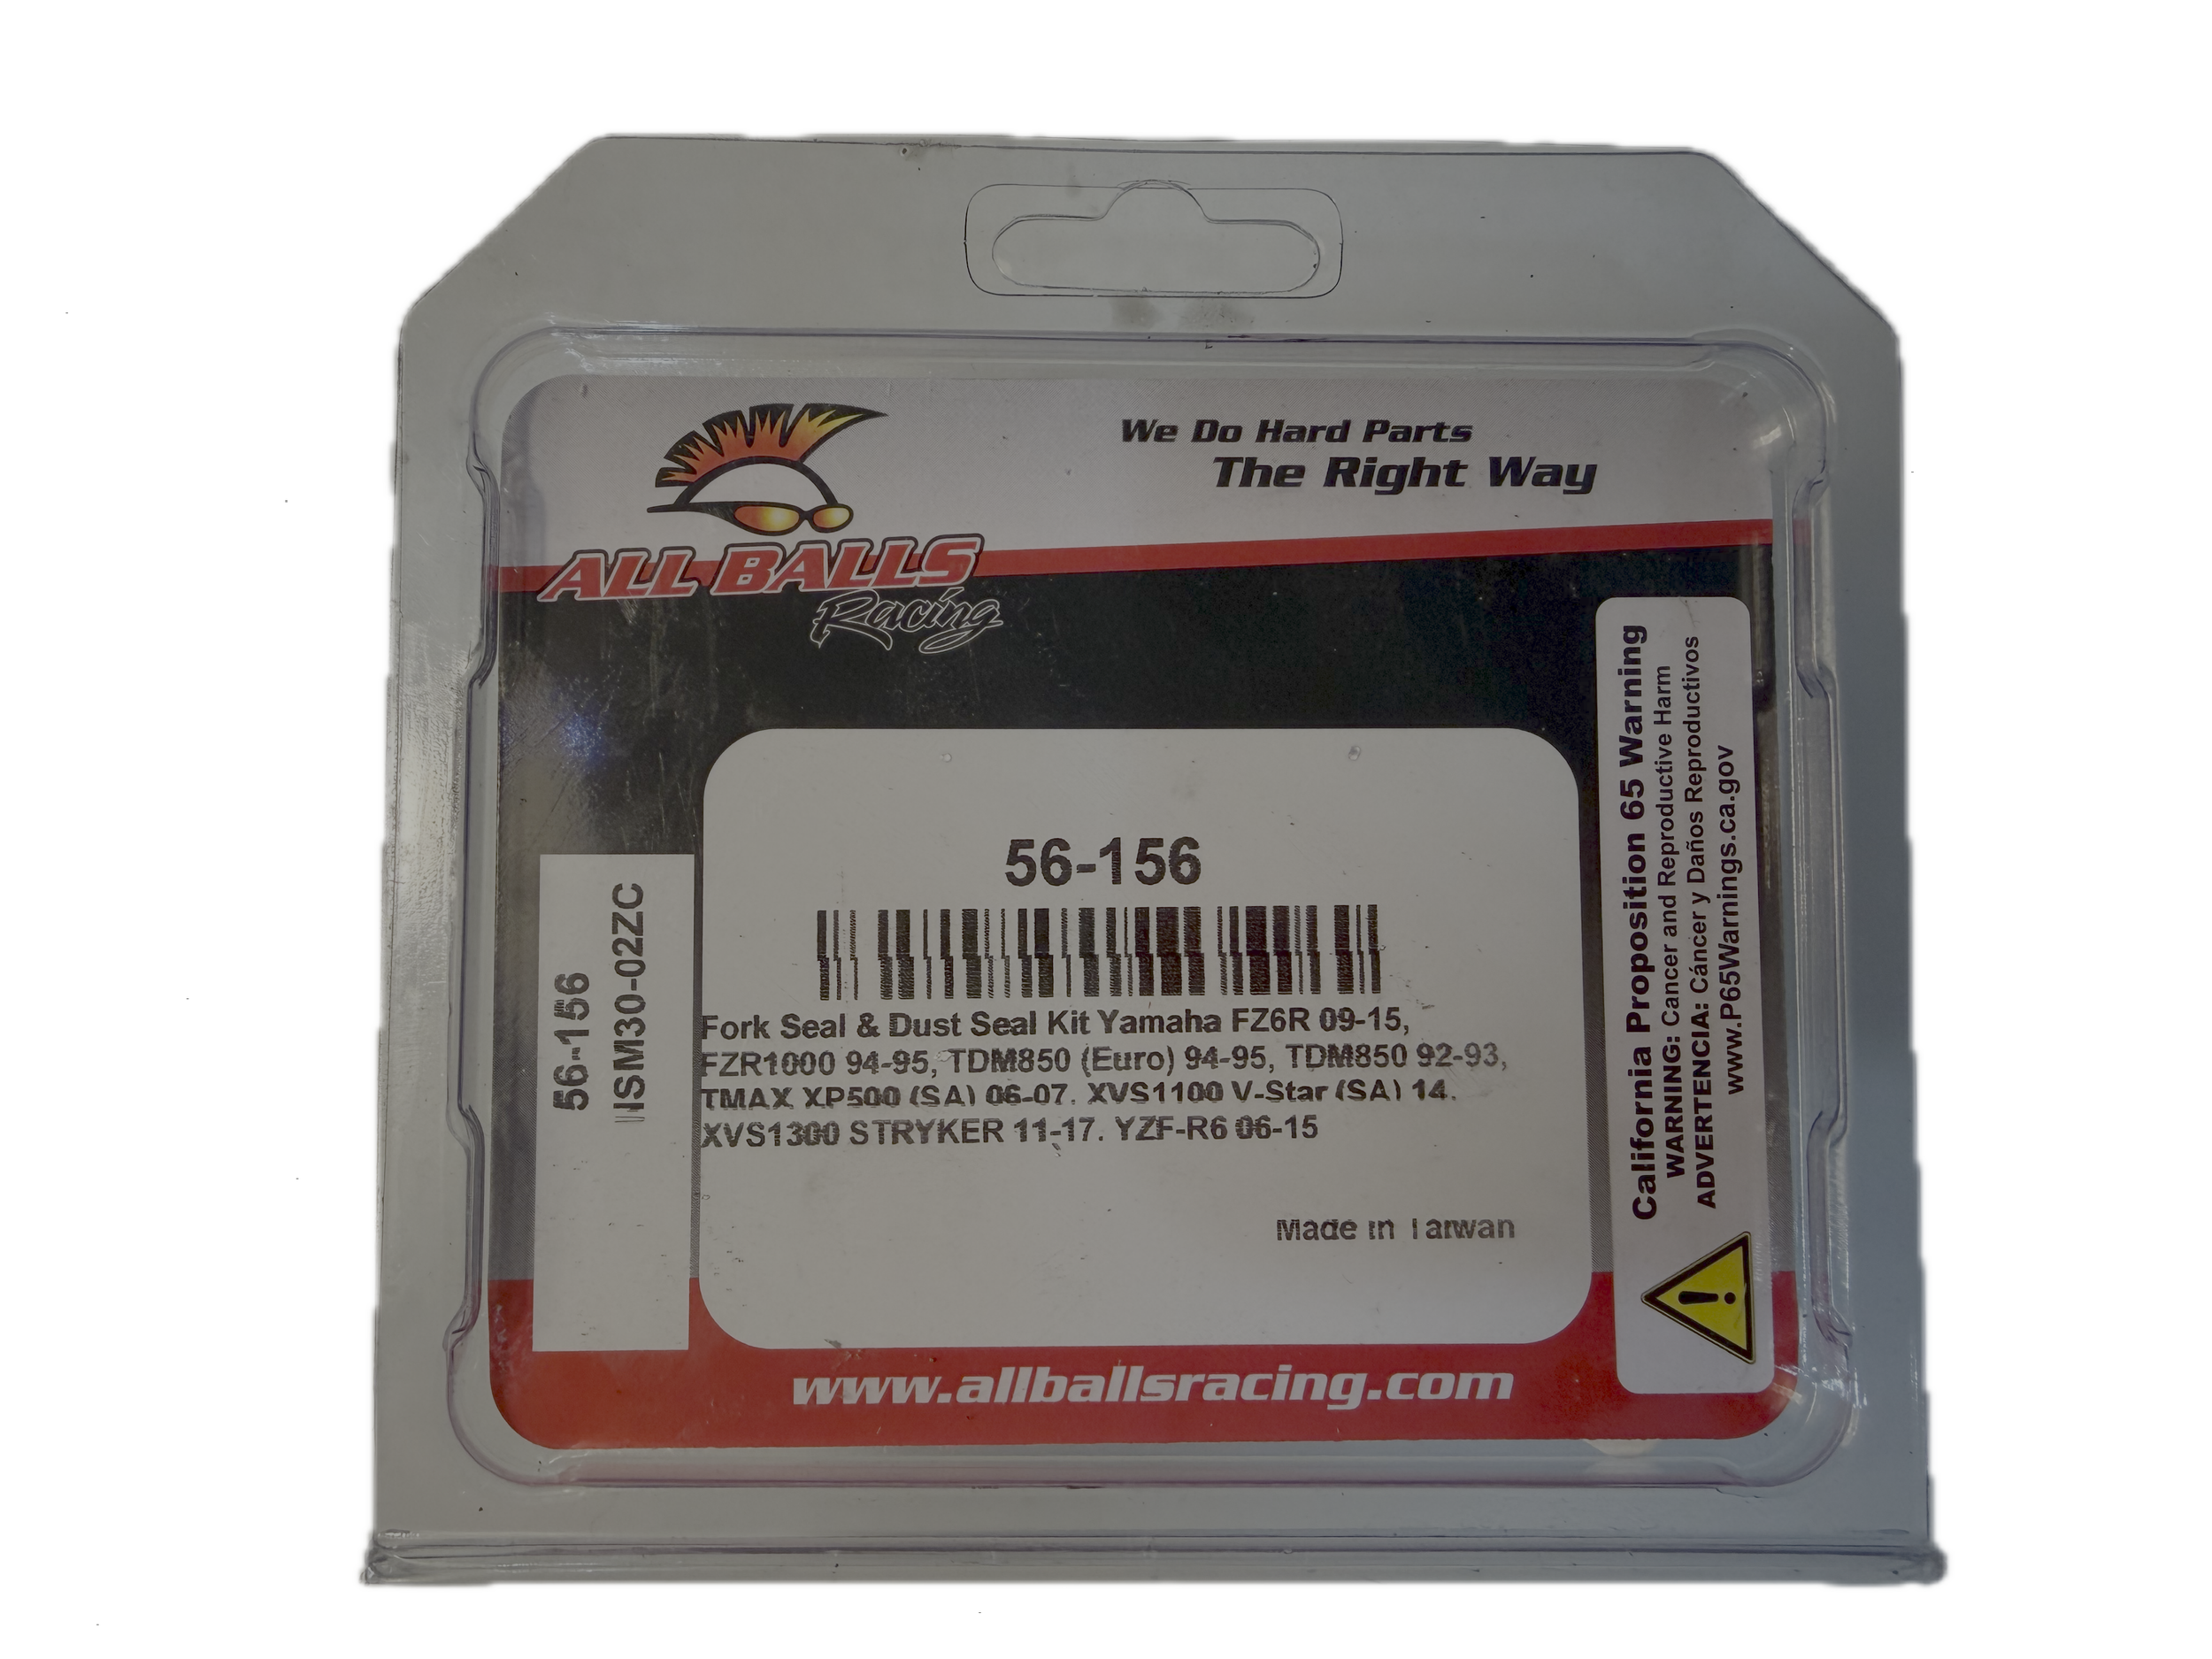 We Do Hard Parts
The Right Way
ALL BALLS
Racing
56-156
Fork Seal & Dust Seal Kit Yamaha FZ6R 09-15,
FZR1000 94-95, TDM850 (Euro) 94-95, TDM850 92-93,
TMAX XP500 (SA) 06-07, XVS1100 V-Star (SA) 14,
XVS1300 STRYKER 11-17, YZF-R6 06-15
Made in Taiwan
56-156
California Proposition 65 Warning
WARNING: Cancer and Reproductive Harm
ADVERTENCIA: Cáncer y Daños Reproductivos
www.P65Warnings.ca.gov
www.allballsracing.com